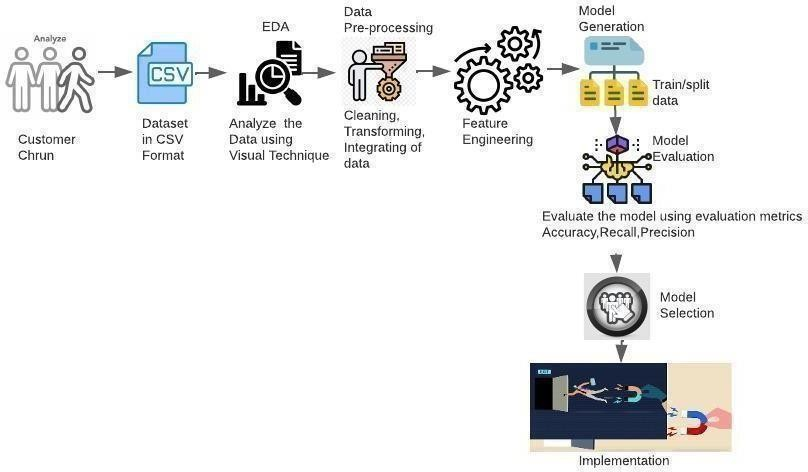 Analyze
Customer
Chrun
CSV
Dataset
in CSV
Format
EDA
Analyze the
Data using
Visual Technique
Data
Pre-processing
Cleaning,
Transforming,
Integrating of
data
Feature
Engineering
Model
Generation
Train/split
data
Model
Evaluation
Evaluate the model using evaluation metrics
Accuracy,Recall,Precision
Model
Selection
Implementation